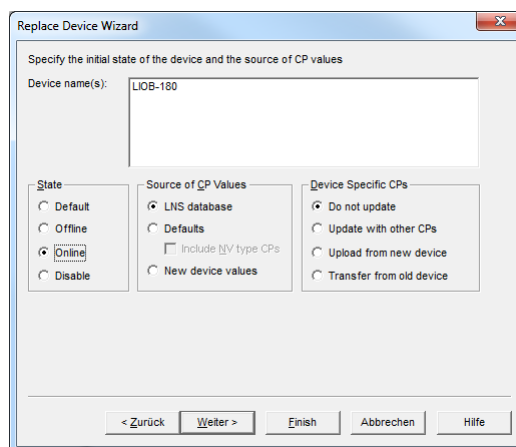 Replace Device Wizard
Specify the initial state of the device and the source of CP values
Device name(s):
LIOB-180
State
Default
Offline
Online
Disable
Source of CP Values
LNS database
Defaults
Include NV type CPs
New device values
Device Specific CPs
Do not update
Update with other CPs
Upload from new device
Transfer from old device
< Zurück
Weiter >
Finish
Abbrechen
Hilfe